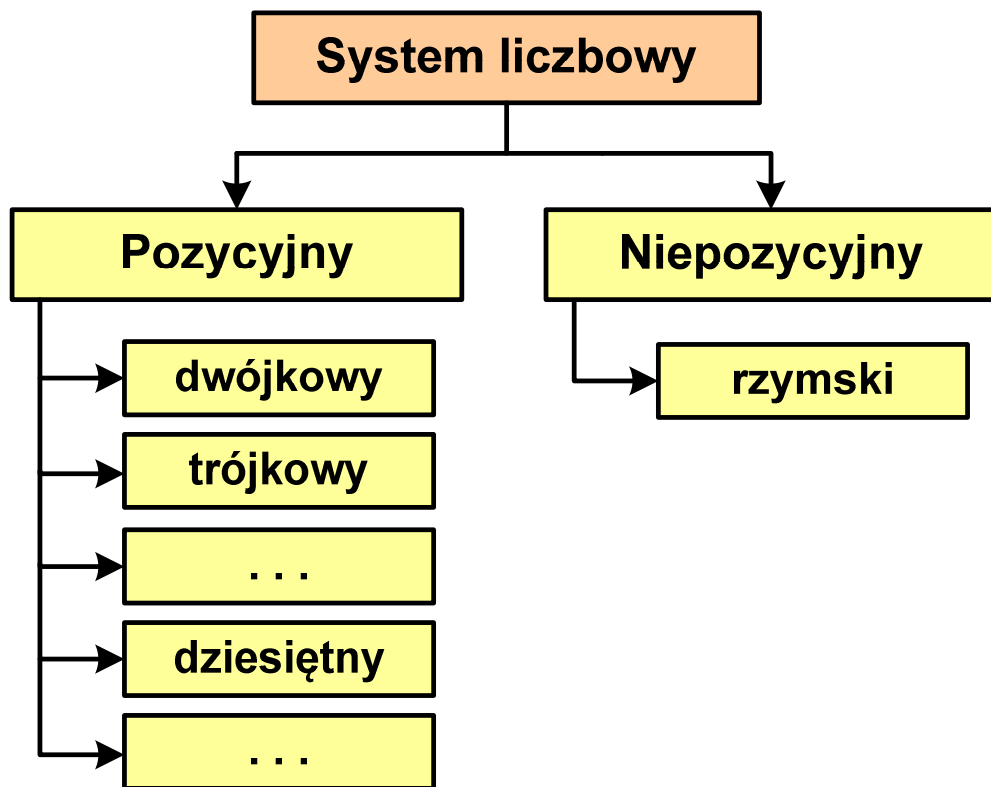 System liczbowy
Pozycyjny
Niepozycyjny
dwójkowy
rzymski
trójkowy
. . .
dziesiętny
. . .